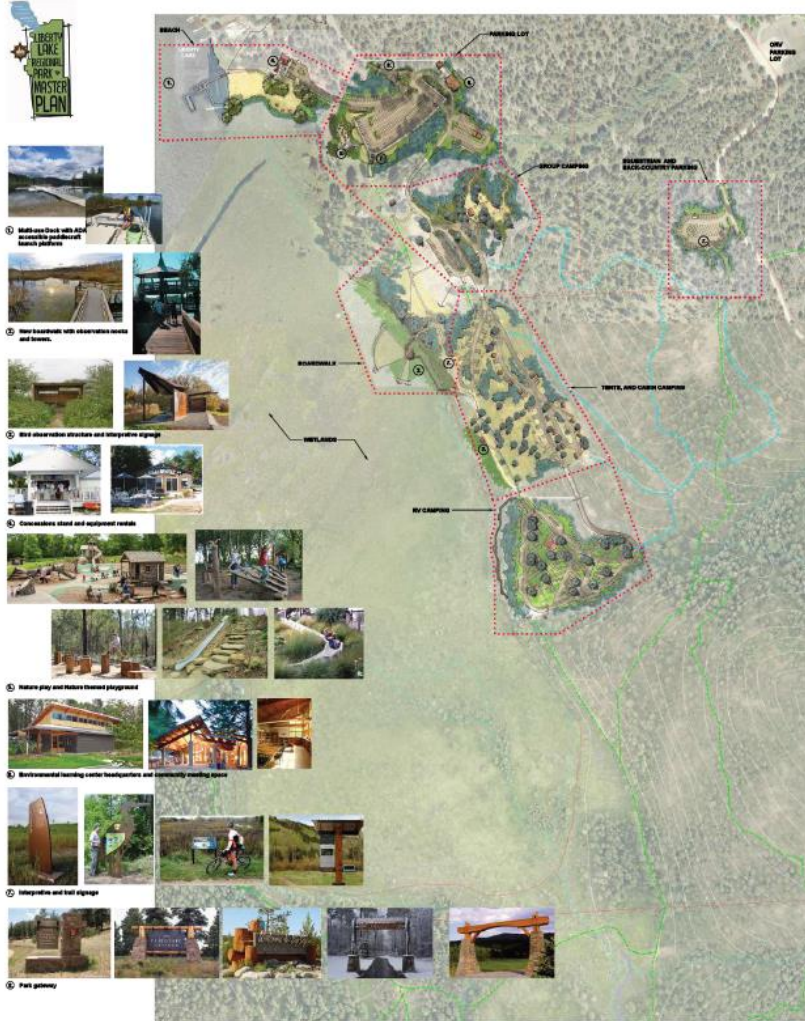 LIBERTY
LAKE
REGIONAL
PARK
MASTER
PLAN
BEACH
PARKING LOT
ORV
PARKING
LOT
GROUP CAMPING
EQUESTRIAN AND
BACK-COUNTRY PARKING
BOARDWALK
TENTS, AND CABIN CAMPING
WETLANDS
RV CAMPING
1. Multi-use Dock with ADA
accessible paddlecraft
launch platform
2. New boardwalk with observation nooks
and towers.
3. Bird observation structure and interpretive signage
4. Concessions stand and equipment rentals
5. Nature play and Nature themed playground
6. Environmental learning center headquarters and community meeting space
7. Interpretive and trail signage
8. Park gateway